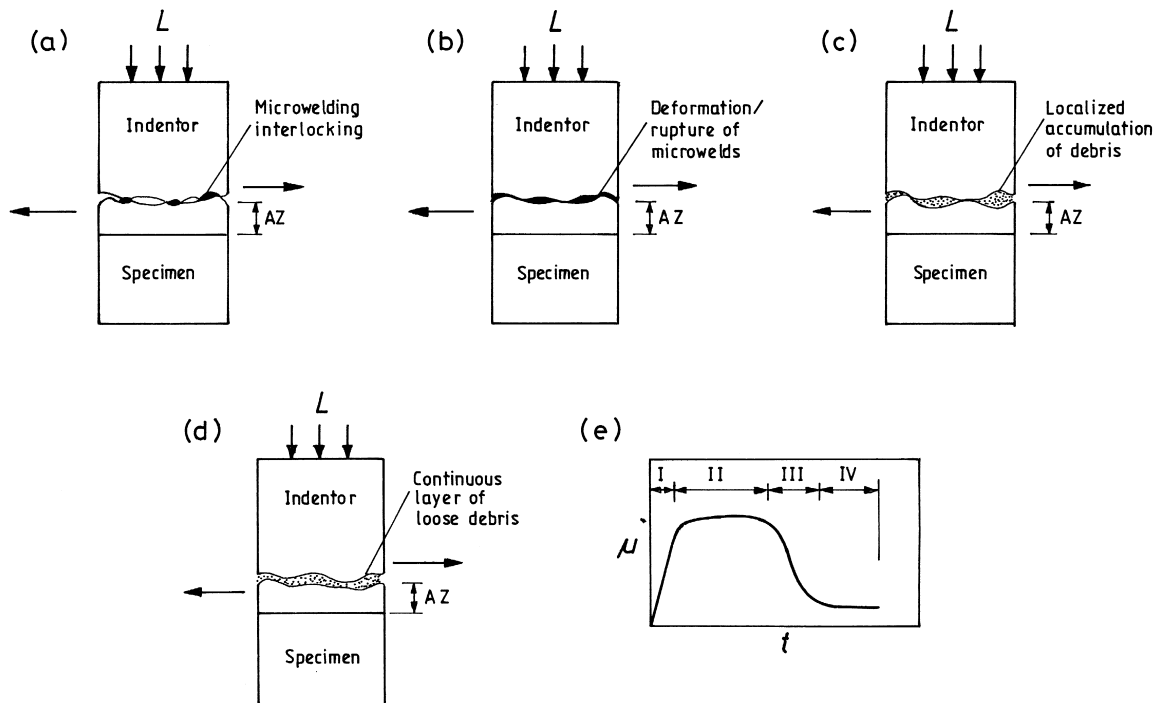 (a)
L
Indentor
Microwelding
interlocking
AZ
Specimen
(b)
L
Indentor
Deformation/
rupture of
microwelds
AZ
Specimen
(c)
L
Indentor
Localized
accumulation
of debris
AZ
Specimen
(d)
L
Indentor
Continuous
layer of
loose debris
AZ
Specimen
(e)
I II III IV
μ
t